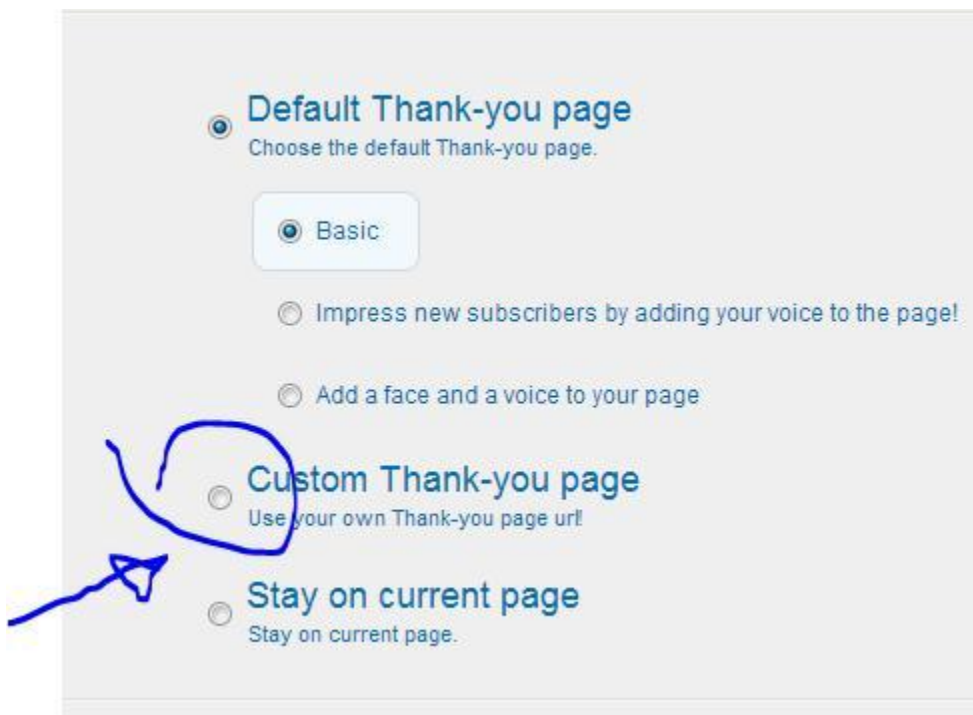 Default Thank-you page
Choose the default Thank-you page.
Basic
Impress new subscribers by adding your voice to the page!
Add a face and a voice to your page
Custom Thank-you page
Use your own Thank-you page url!
Stay on current page
Stay on current page.